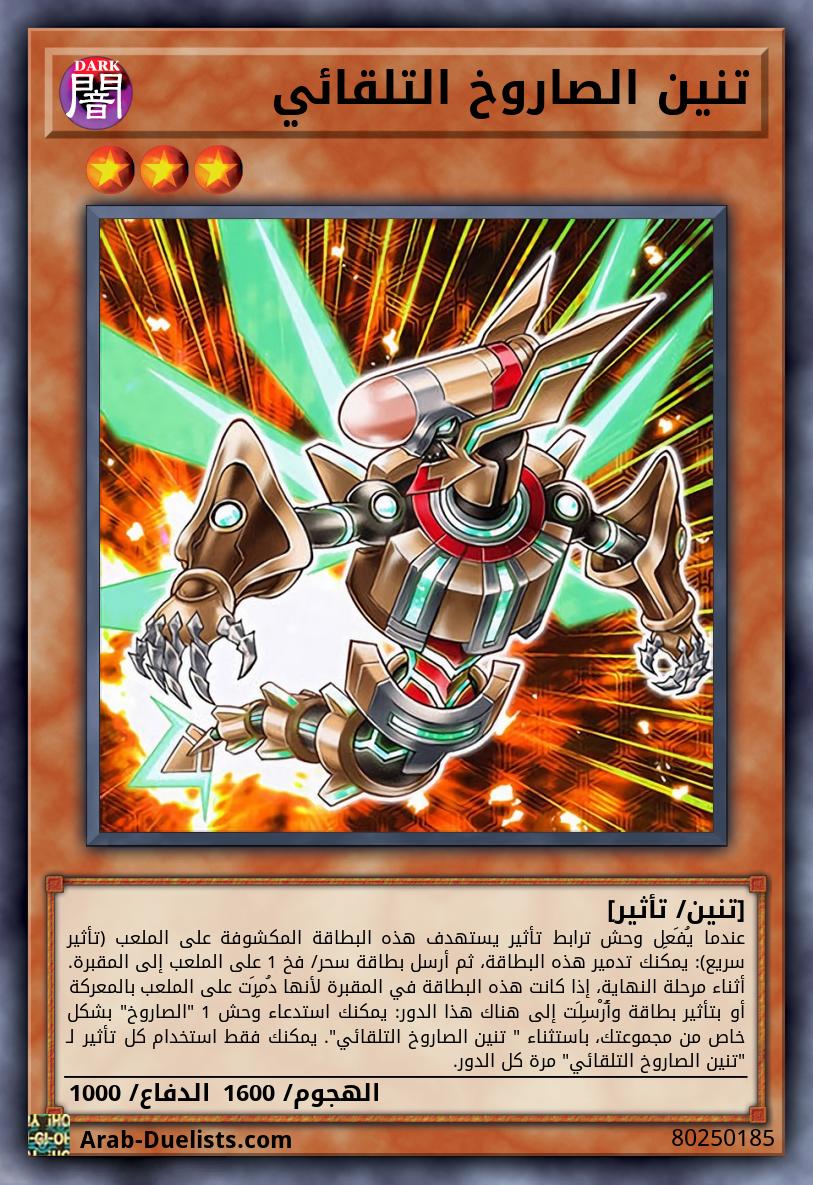 DARK
闇
تنين الصاروخ التلقائي
[تنين/ تأثير]
عندما يُفعَل وحش ترابط تأثير يستهدف هذه البطاقة المكشوفة على الملعب (تأثير
سريع): يمكنك تدمير هذه البطاقة، ثم أرسل بطاقة سحر/ فخ 1 على الملعب إلى المقبرة.
أثناء مرحلة النهاية، إذا كانت هذه البطاقة في المقبرة لأنها دُمِرَت على الملعب بالمعركة
أو بتأثير بطاقة وأُرْسِلَت إلى هناك هذا الدور: يمكنك استدعاء وحش 1 "الصاروخ" بشكل
خاص من مجموعتك، باستثناء " تنين الصاروخ التلقائي". يمكنك فقط استخدام كل تأثير لـ
"تنين الصاروخ التلقائي" مرة كل الدور.
الهجوم/ 1600 الدفاع/ 1000
Arab-Duelists.com
80250185